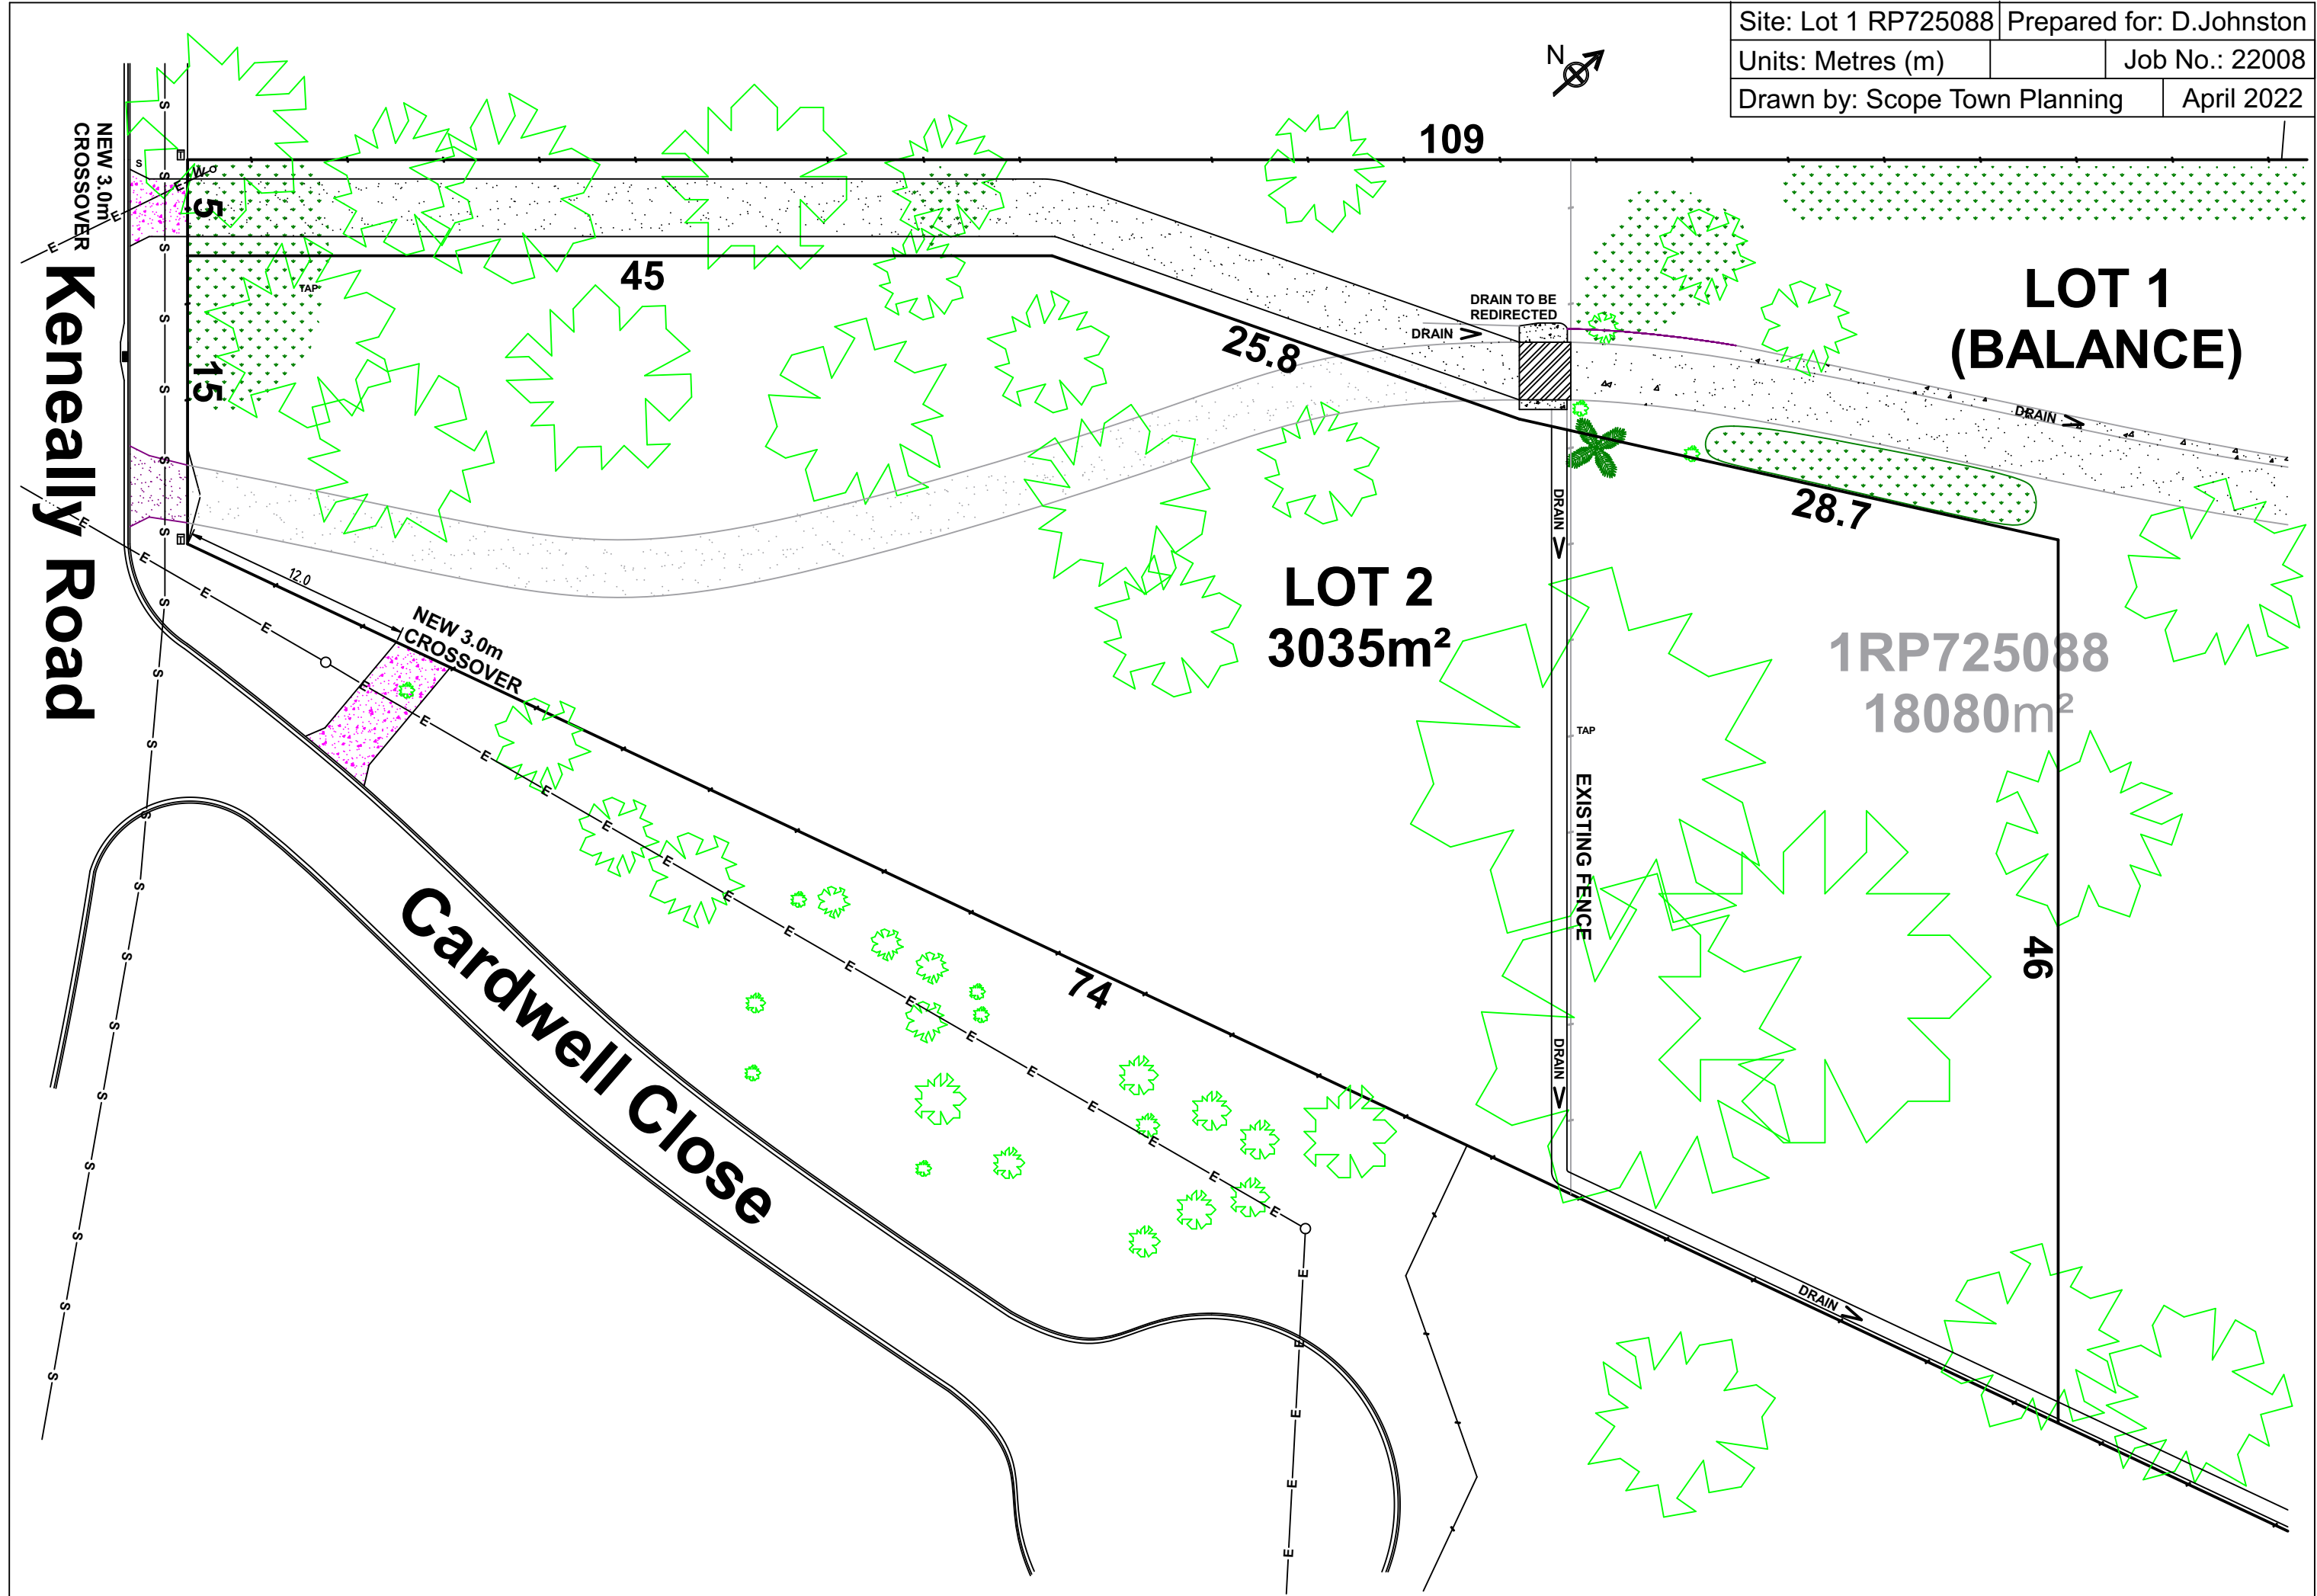 Site: Lot 1 RP725088 Prepared for: D.Johnston
Units: Metres (m) Job No.: 22008
Drawn by: Scope Town Planning April 2022
N
109
NEW 3.0m
CROSSOVER
S
W
5
45
TAP
15
25.8
DRAIN TO BE
REDIRECTED
DRAIN
LOT 1
(BALANCE)
DRAIN
28.7
Keneally Road
12.0
NEW 3.0m
CROSSOVER
LOT 2
3035m²
DRAIN
1RP725088
18080m²
TAP
EXISTING FENCE
46
74
Cardwell Close
DRAIN
DRAIN
S S S S S S S S S S S S S S S S S S
E E E E E E E E E E E E E E E E E E E E E E E E E E E